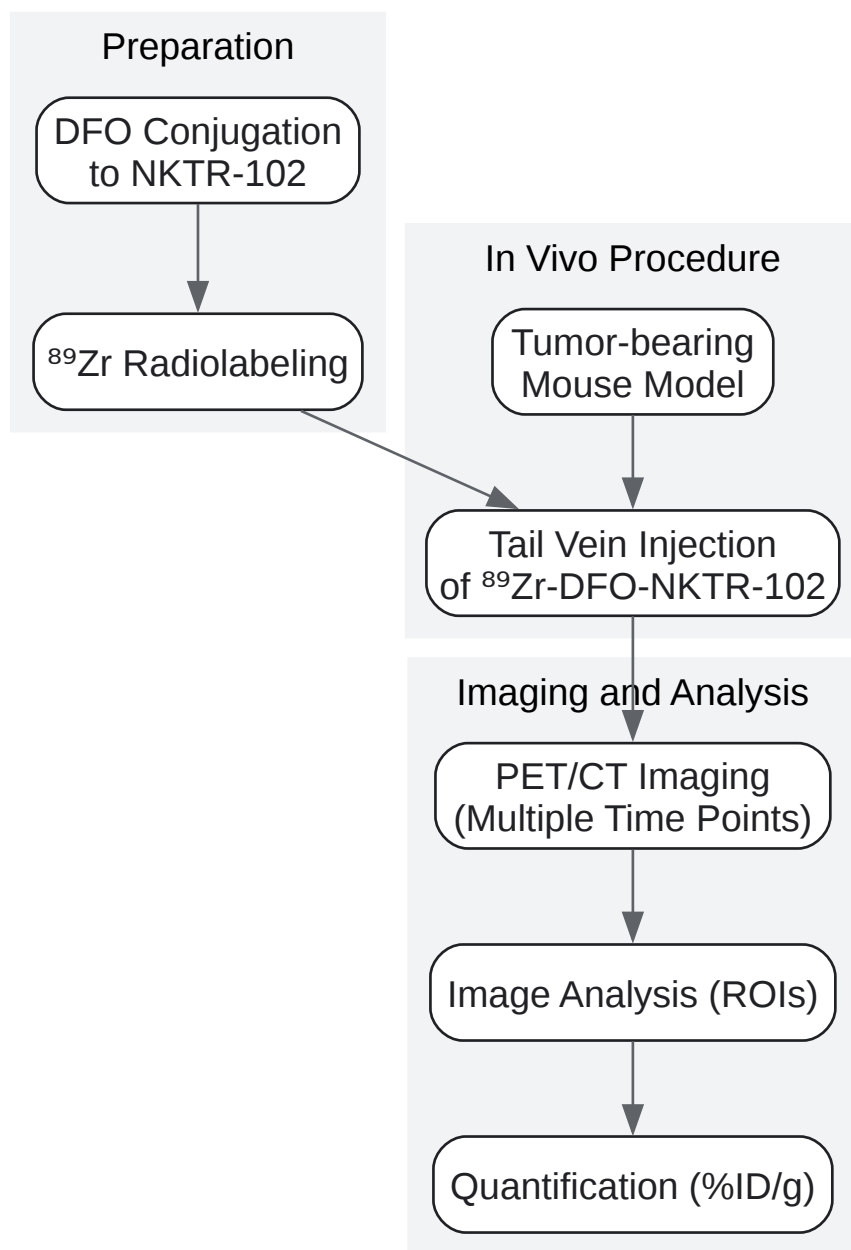 Preparation
DFO Conjugation
to NKTR-102
⁸⁹Zr Radiolabeling
In Vivo Procedure
Tumor-bearing
Mouse Model
Tail Vein Injection
of ⁸⁹Zr-DFO-NKTR-102
Imaging and Analysis
PET/CT Imaging
(Multiple Time Points)
Image Analysis (ROIs)
Quantification (%ID/g)